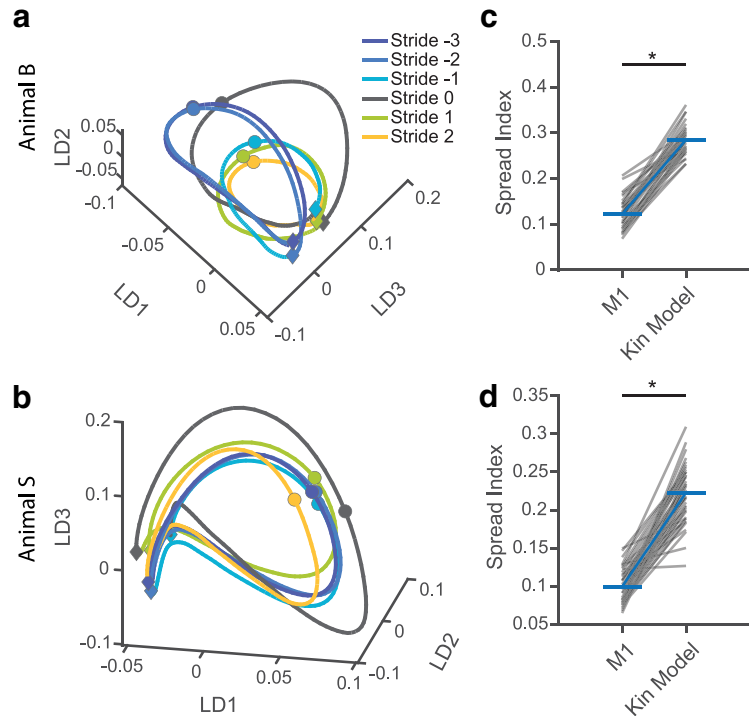 a
Animal B
Stride -3
Stride -2
Stride -1
Stride 0
Stride 1
Stride 2
LD2
0.05
0
-0.05
-0.1
-0.05
0
0.05
LD1
-0.1
0
0.1
0.2
LD3
c
*
Spread Index
0.5
0.4
0.3
0.2
0.1
0
M1
Kin Model
b
Animal S
LD3
0.2
0.1
0
-0.1
-0.05
0
0.05
0.1
LD1
-0.1
0
0.1
LD2
d
*
Spread Index
0.35
0.3
0.25
0.2
0.15
0.1
0.05
M1
Kin Model